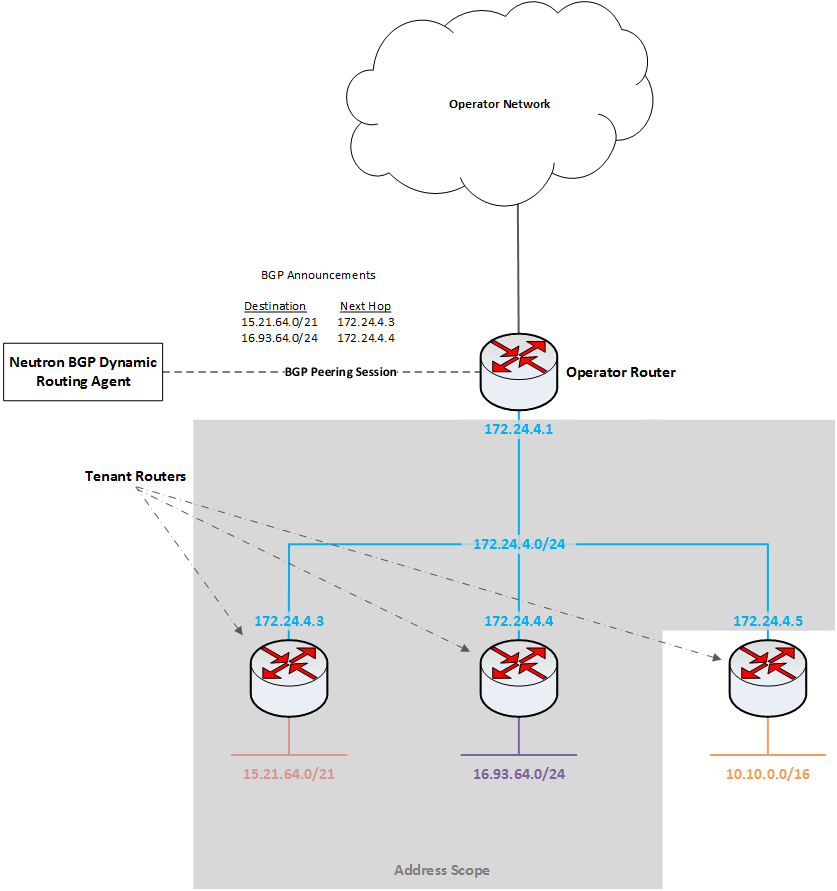 Operator Network
BGP Announcements
Destination Next Hop
15.21.64.0/21 172.24.4.3
16.93.64.0/24 172.24.4.4
Neutron BGP Dynamic
Routing Agent
BGP Peering Session
Operator Router
172.24.4.1
Tenant Routers
172.24.4.0/24
172.24.4.3 172.24.4.4 172.24.4.5
15.21.64.0/21 16.93.64.0/24 10.10.0.0/16
Address Scope